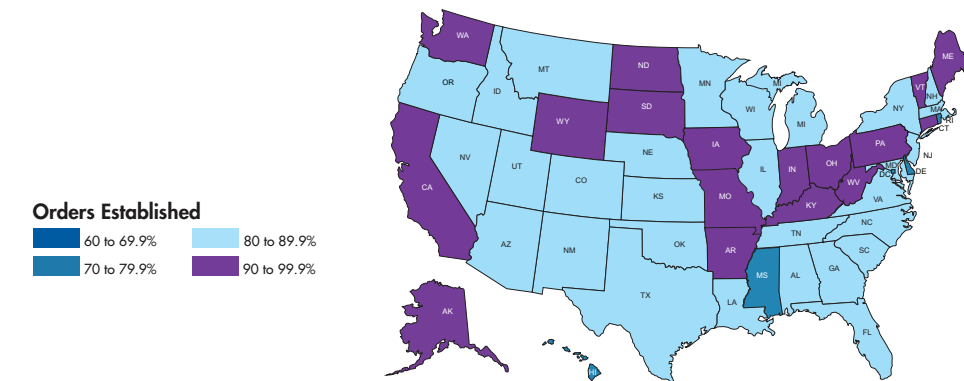 Orders Established
60 to 69.9% 80 to 89.9%
70 to 79.9% 90 to 99.9%
WA
ME
MT
ND
VT
MN
MI
NH
OR
ID
SD
WI
NY
MA
RI
WY
MI
CT
IA
PA
NE
NJ
NV
IL
IN
OH
MD
DE
UT
DC
CO
WV
CA
KS
MO
KY
VA
NC
TN
AZ
NM
OK
AR
SC
MS
AL
GA
TX
LA
AK
FL
HI